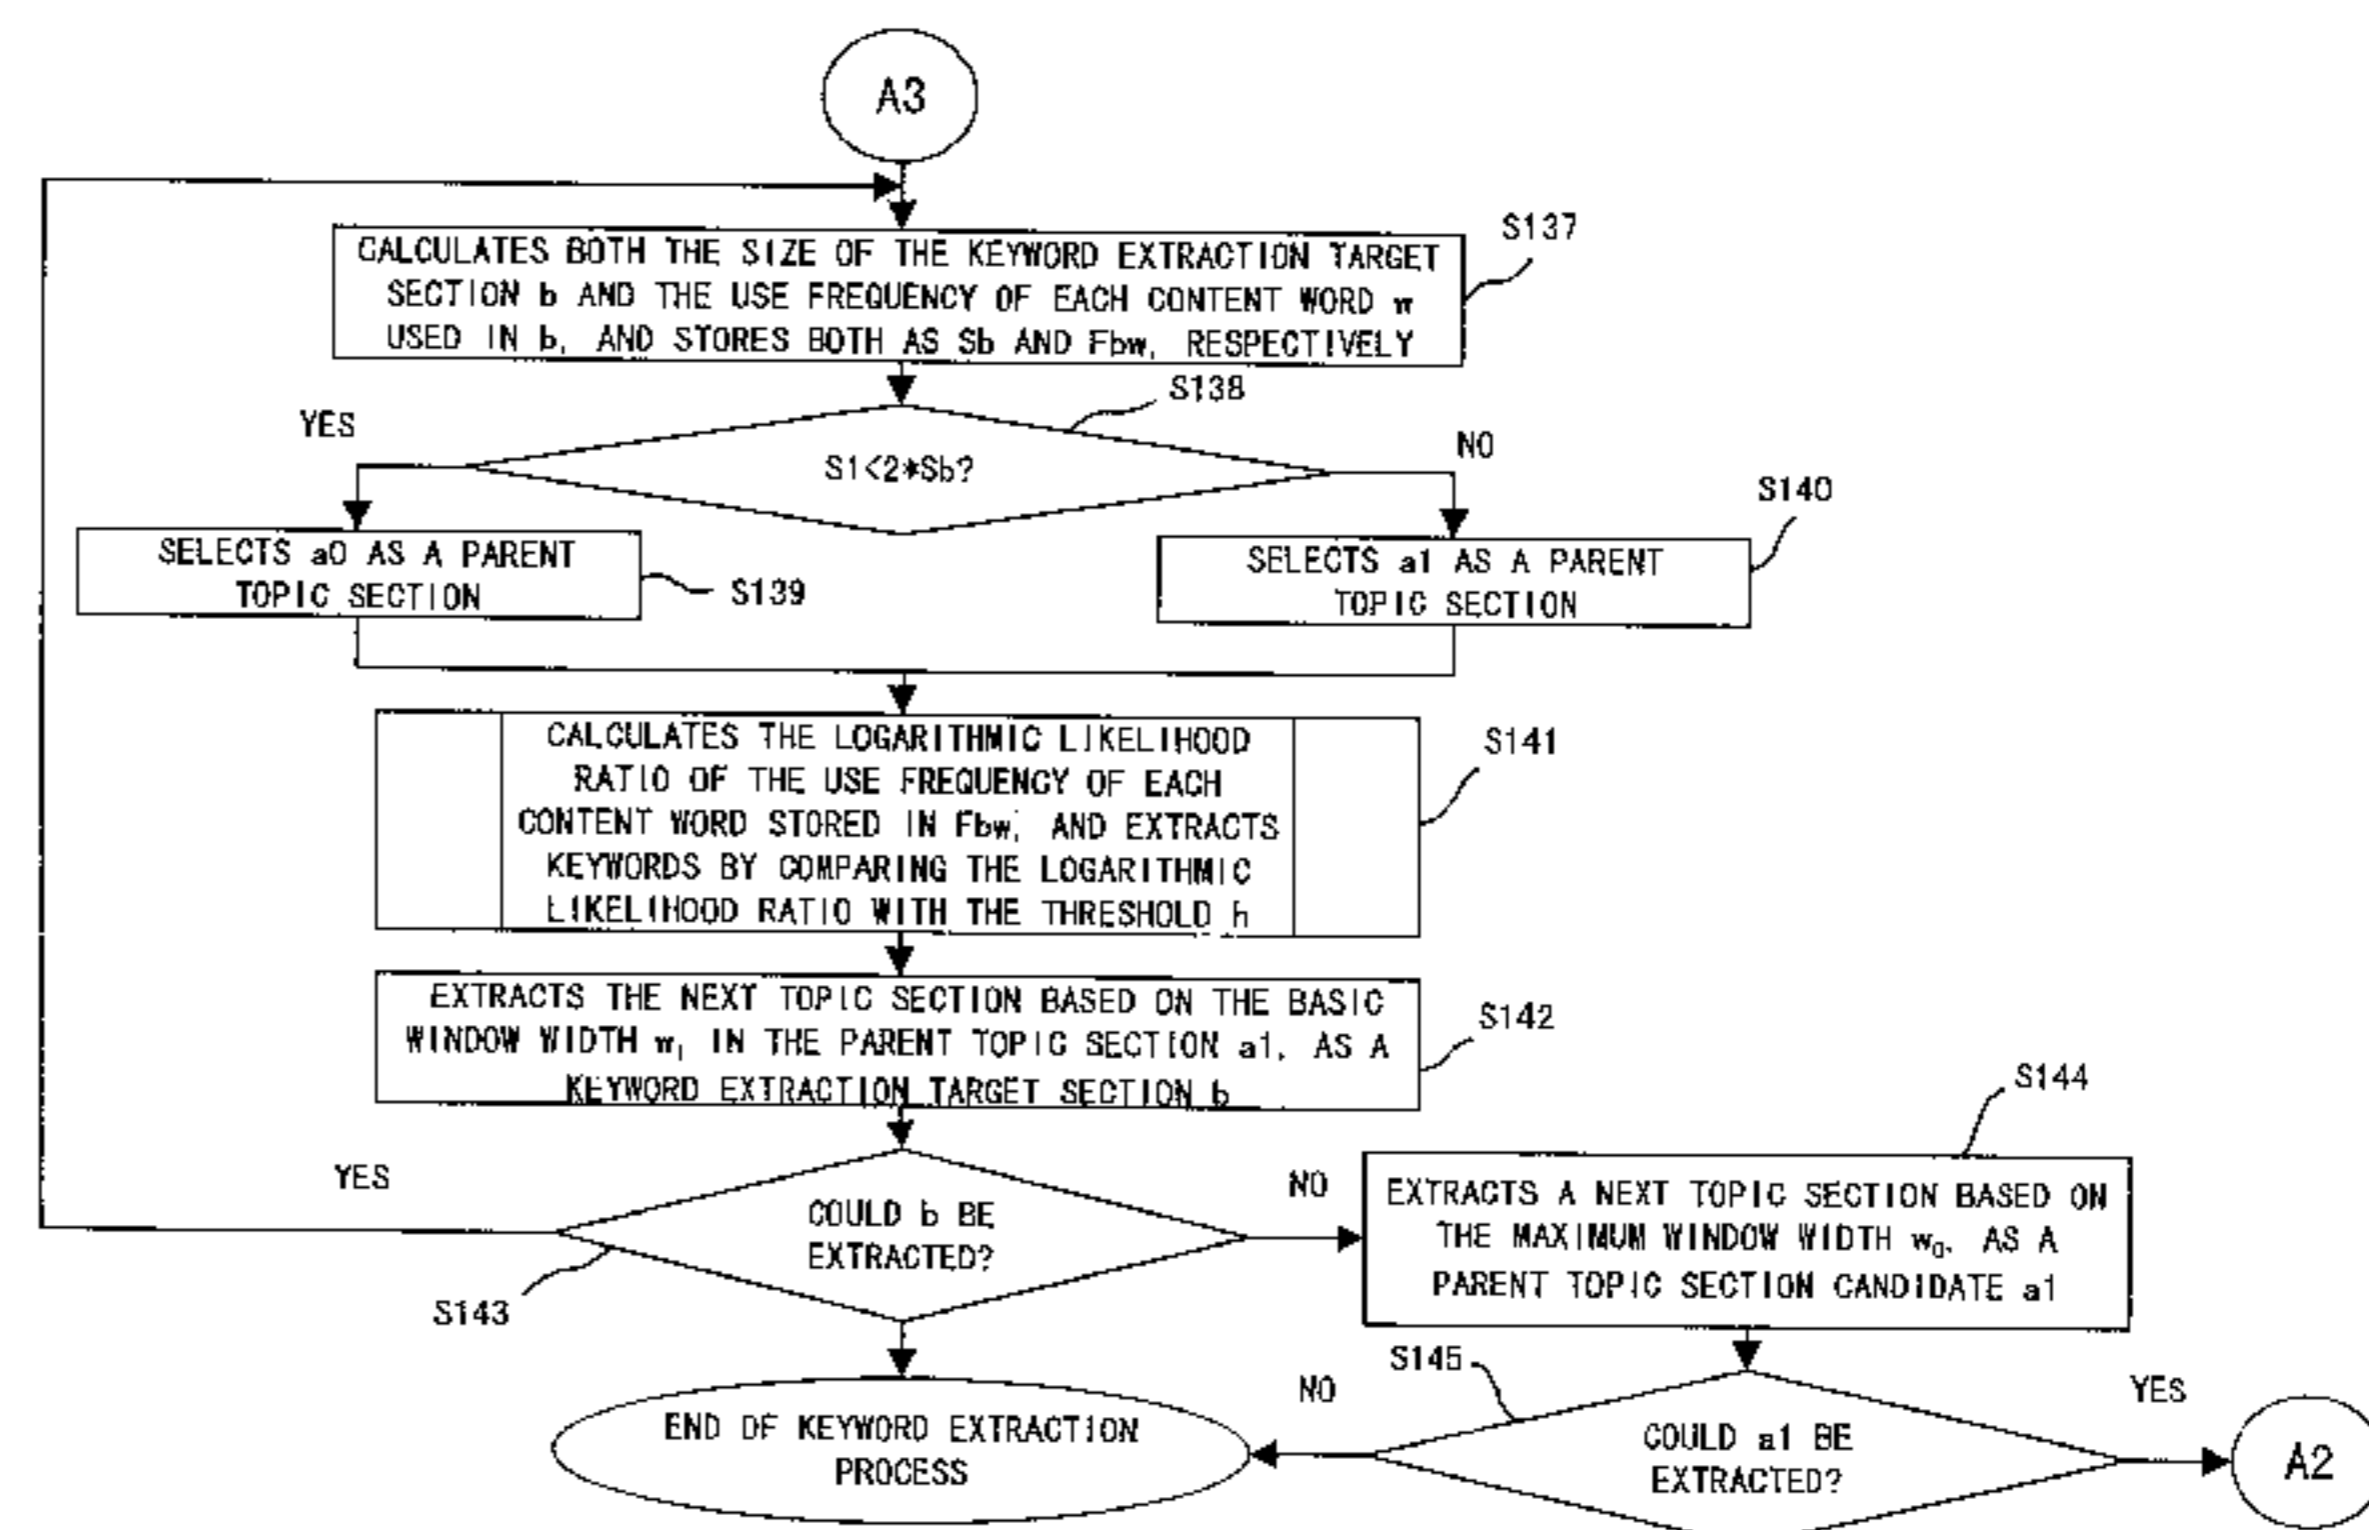 A3
CALCULATES BOTH THE SIZE OF THE KEYWORD EXTRACTION TARGET
SECTION b AND THE USE FREQUENCY OF EACH CONTENT WORD w
USED IN b, AND STORES BOTH AS Sb AND Fbw, RESPECTIVELY
S137
S138
YES
S1<2*Sb?
NO
SELECTS a0 AS A PARENT
TOPIC SECTION
S139
SELECTS a1 AS A PARENT
TOPIC SECTION
S140
CALCULATES THE LOGARITHMIC LIKELIHOOD
RATIO OF THE USE FREQUENCY OF EACH
CONTENT WORD STORED IN Fbw, AND EXTRACTS
KEYWORDS BY COMPARING THE LOGARITHMIC
LIKELIHOOD RATIO WITH THE THRESHOLD h
S141
EXTRACTS THE NEXT TOPIC SECTION BASED ON THE BASIC
WINDOW WIDTH w₁ IN THE PARENT TOPIC SECTION a1, AS A
KEYWORD EXTRACTION TARGET SECTION b
S142
YES
COULD b BE
EXTRACTED?
NO
S143
S144
EXTRACTS A NEXT TOPIC SECTION BASED ON
THE MAXIMUM WINDOW WIDTH w₀, AS A
PARENT TOPIC SECTION CANDIDATE a1
S145
NO
YES
END OF KEYWORD EXTRACTION
PROCESS
COULD a1 BE
EXTRACTED?
A2